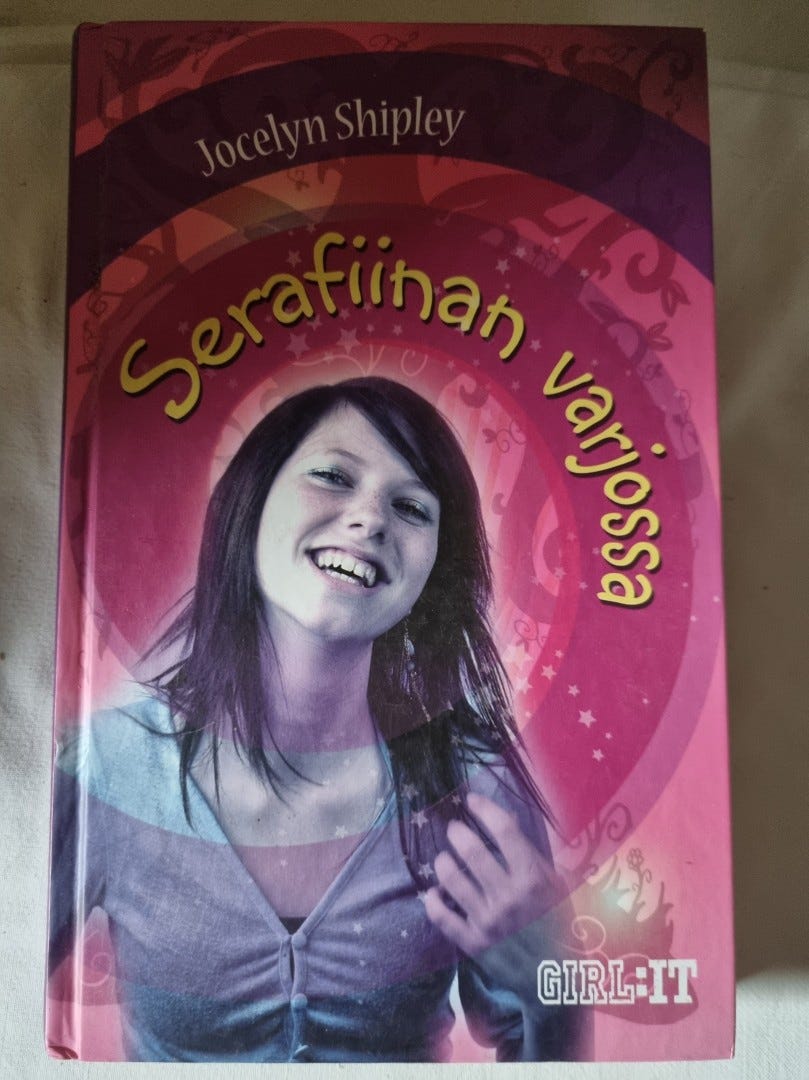 Jocelyn Shipley
Serafiinan varjossa
GIRL:IT